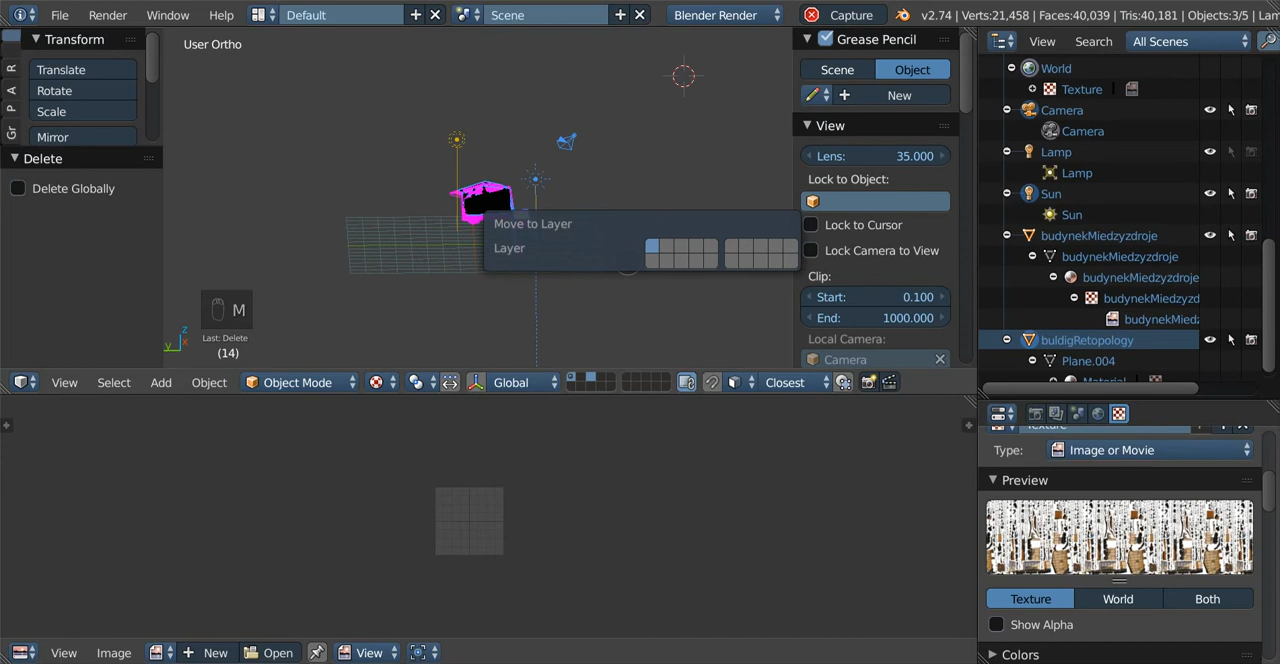 File Render Window Help Default Scene Blender Render Capture v2.74 | Verts:21,458 | Faces:40,039 | Tris:40,181 | Objects:3/5 | Lam
Transform
Translate
Rotate
Scale
Mirror
R
A
P
Gr
Delete
Delete Globally
User Ortho
M
Last: Delete
(14)
z
y
x
Move to Layer
Layer
Grease Pencil
Scene Object
New
View
Lens: 35.000
Lock to Object:
Lock to Cursor
Lock Camera to View
Clip:
Start: 0.100
End: 1000.000
Local Camera:
Camera
View Search All Scenes
World
Texture
Camera
Camera
Lamp
Lamp
Sun
Sun
budynekMiedzyzdroje
budynekMiedzyzdroje
budynekMiedzyzdroje
budynekMiedzyzd
budynekMiedz
buldigRetopology
Plane.004
Material
View Select Add Object Object Mode Global Closest
Texture
Type: Image or Movie
Preview
Texture World Both
Show Alpha
Colors
View Image New Open View